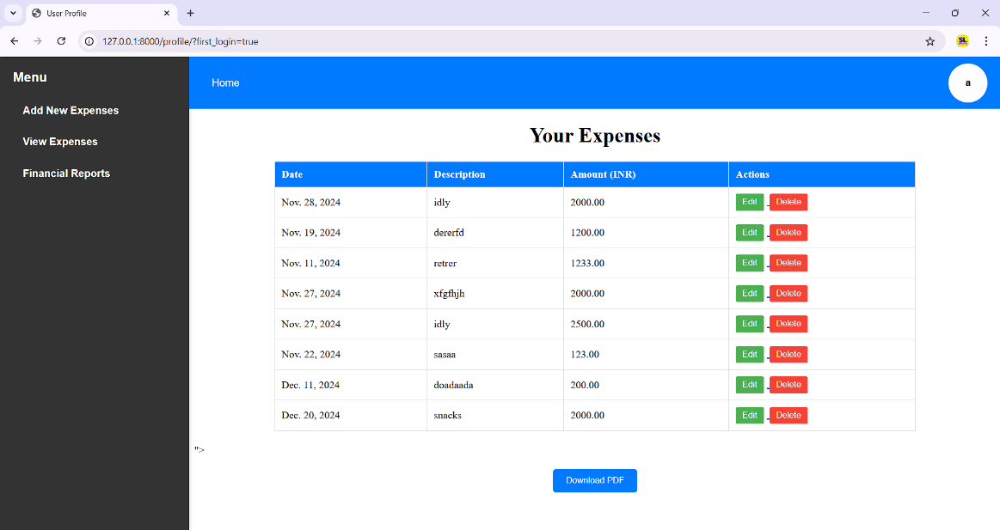 User Profile
127.0.0.1:8000/profile/?first_login=true
SL
Menu
Add New Expenses
View Expenses
Financial Reports
Home
a
Your Expenses
Date Description Amount (INR) Actions
Nov. 28, 2024 idly 2000.00 Edit Delete
Nov. 19, 2024 dererfd 1200.00 Edit Delete
Nov. 11, 2024 retrer 1233.00 Edit Delete
Nov. 27, 2024 xfgfhjh 2000.00 Edit Delete
Nov. 27, 2024 idly 2500.00 Edit Delete
Nov. 22, 2024 sasaa 123.00 Edit Delete
Dec. 11, 2024 doadaada 200.00 Edit Delete
Dec. 20, 2024 snacks 2000.00 Edit Delete
">
Download PDF